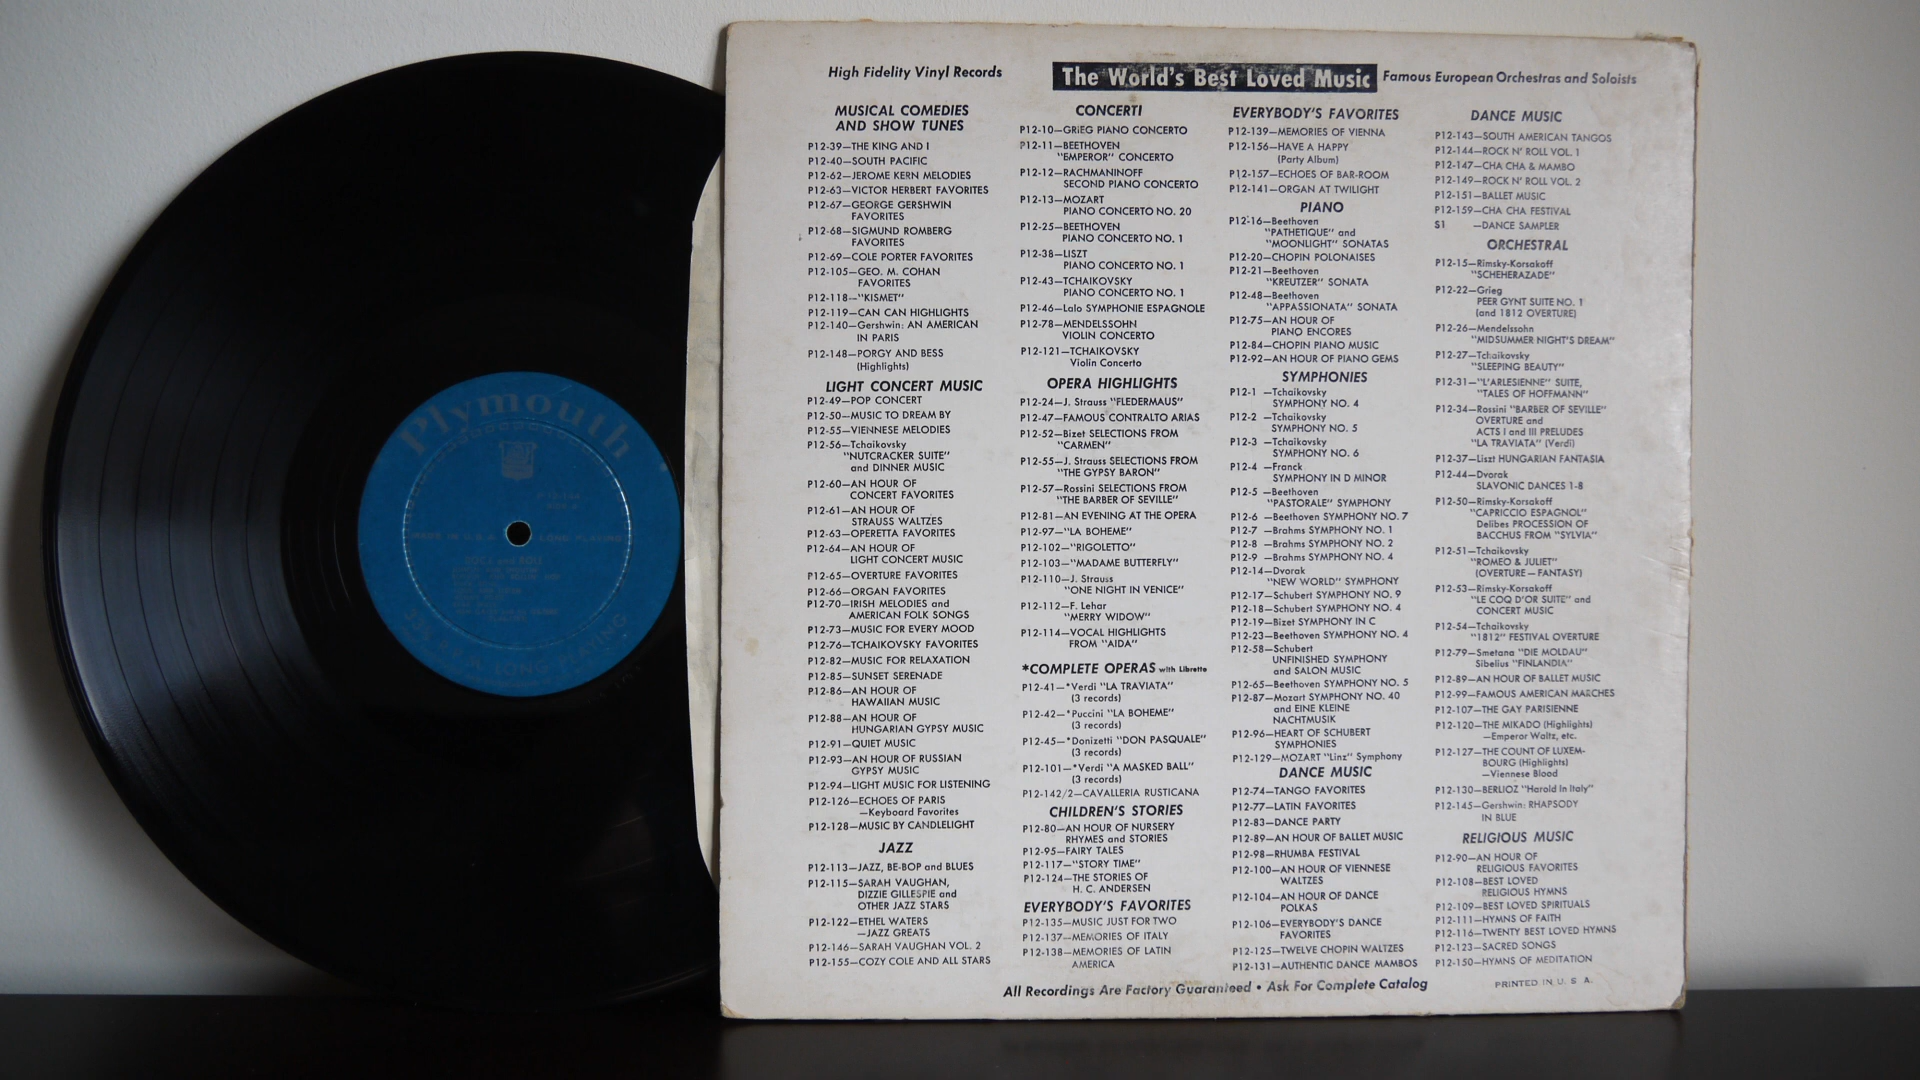 Plymouth
MADE IN U.S.A.
LONG PLAYING
ROCK and ROLL
33⅓ R.P.M. LONG PLAYING
High Fidelity Vinyl Records
The World's Best Loved Music
Famous European Orchestras and Soloists
MUSICAL COMEDIES
AND SHOW TUNES
P12-39—THE KING AND I
P12-40—SOUTH PACIFIC
P12-62—JEROME KERN MELODIES
P12-63—VICTOR HERBERT FAVORITES
P12-67—GEORGE GERSHWIN
FAVORITES
P12-68—SIGMUND ROMBERG
FAVORITES
P12-69—COLE PORTER FAVORITES
P12-105—GEO. M. COHAN
FAVORITES
P12-118—"KISMET"
P12-119—CAN CAN HIGHLIGHTS
P12-140—Gershwin: AN AMERICAN
IN PARIS
P12-148—PORGY AND BESS
(Highlights)
LIGHT CONCERT MUSIC
P12-49—POP CONCERT
P12-50—MUSIC TO DREAM BY
P12-55—VIENNESE MELODIES
P12-56—Tchaikovsky
"NUTCRACKER SUITE"
and DINNER MUSIC
P12-60—AN HOUR OF
CONCERT FAVORITES
P12-61—AN HOUR OF
STRAUSS WALTZES
P12-63—OPERETTA FAVORITES
P12-64—AN HOUR OF
LIGHT CONCERT MUSIC
P12-65—OVERTURE FAVORITES
P12-66—ORGAN FAVORITES
P12-70—IRISH MELODIES and
AMERICAN FOLK SONGS
P12-73—MUSIC FOR EVERY MOOD
P12-76—TCHAIKOVSKY FAVORITES
P12-82—MUSIC FOR RELAXATION
P12-85—SUNSET SERENADE
P12-86—AN HOUR OF
HAWAIIAN MUSIC
P12-88—AN HOUR OF
HUNGARIAN GYPSY MUSIC
P12-91—QUIET MUSIC
P12-93—AN HOUR OF RUSSIAN
GYPSY MUSIC
P12-94—LIGHT MUSIC FOR LISTENING
P12-126—ECHOES OF PARIS
—Keyboard Favorites
P12-128—MUSIC BY CANDLELIGHT
JAZZ
P12-113—JAZZ, BE-BOP and BLUES
P12-115—SARAH VAUGHAN,
DIZZIE GILLESPIE and
OTHER JAZZ STARS
P12-122—ETHEL WATERS
—JAZZ GREATS
P12-146—SARAH VAUGHAN VOL. 2
P12-155—COZY COLE AND ALL STARS
CONCERTI
P12-10—GRIEG PIANO CONCERTO
P12-11—BEETHOVEN
"EMPEROR" CONCERTO
P12-12—RACHMANINOFF
SECOND PIANO CONCERTO
P12-13—MOZART
PIANO CONCERTO NO. 20
P12-25—BEETHOVEN
PIANO CONCERTO NO. 1
P12-38—LISZT
PIANO CONCERTO NO. 1
P12-43—TCHAIKOVSKY
PIANO CONCERTO NO. 1
P12-46—Lalo SYMPHONIE ESPAGNOLE
P12-78—MENDELSSOHN
VIOLIN CONCERTO
P12-121—TCHAIKOVSKY
Violin Concerto
OPERA HIGHLIGHTS
P12-24—J. Strauss "FLEDERMAUS"
P12-47—FAMOUS CONTRALTO ARIAS
P12-52—Bizet SELECTIONS FROM
"CARMEN"
P12-55—J. Strauss SELECTIONS FROM
"THE GYPSY BARON"
P12-57—Rossini SELECTIONS FROM
"THE BARBER OF SEVILLE"
P12-81—AN EVENING AT THE OPERA
P12-97—"LA BOHEME"
P12-102—"RIGOLETTO"
P12-103—"MADAME BUTTERFLY"
P12-110—J. Strauss
"ONE NIGHT IN VENICE"
P12-112—F. Lehar
"MERRY WIDOW"
P12-114—VOCAL HIGHLIGHTS
FROM "AIDA"
*COMPLETE OPERAS with Libretto
P12-41—*Verdi "LA TRAVIATA"
(3 records)
P12-42—*Puccini "LA BOHEME"
(3 records)
P12-45—*Donizetti "DON PASQUALE"
(3 records)
P12-101—*Verdi "A MASKED BALL"
(3 records)
P12-142/2—CAVALLERIA RUSTICANA
CHILDREN'S STORIES
P12-80—AN HOUR OF NURSERY
RHYMES and STORIES
P12-95—FAIRY TALES
P12-117—"STORY TIME"
P12-124—THE STORIES OF
H. C. ANDERSEN
EVERYBODY'S FAVORITES
P12-135—MUSIC JUST FOR TWO
P12-137—MEMORIES OF ITALY
P12-138—MEMORIES OF LATIN
AMERICA
EVERYBODY'S FAVORITES
P12-139—MEMORIES OF VIENNA
P12-156—HAVE A HAPPY
(Party Album)
P12-157—ECHOES OF BAR-ROOM
P12-141—ORGAN AT TWILIGHT
PIANO
P12-16—Beethoven
"PATHETIQUE" and
"MOONLIGHT" SONATAS
P12-20—CHOPIN POLONAISES
P12-21—Beethoven
"KREUTZER" SONATA
P12-48—Beethoven
"APPASSIONATA" SONATA
P12-75—AN HOUR OF
PIANO ENCORES
P12-84—CHOPIN PIANO MUSIC
P12-92—AN HOUR OF PIANO GEMS
SYMPHONIES
P12-1 —Tchaikovsky
SYMPHONY NO. 4
P12-2 —Tchaikovsky
SYMPHONY NO. 5
P12-3 —Tchaikovsky
SYMPHONY NO. 6
P12-4 —Franck
SYMPHONY IN D MINOR
P12-5 —Beethoven
"PASTORALE" SYMPHONY
P12-6 —Beethoven SYMPHONY NO. 7
P12-7 —Brahms SYMPHONY NO. 1
P12-8 —Brahms SYMPHONY NO. 2
P12-9 —Brahms SYMPHONY NO. 4
P12-14—Dvorak
"NEW WORLD" SYMPHONY
P12-17—Schubert SYMPHONY NO. 9
P12-18—Schubert SYMPHONY NO. 4
P12-19—Bizet SYMPHONY IN C
P12-23—Beethoven SYMPHONY NO. 4
P12-58—Schubert
UNFINISHED SYMPHONY
and SALON MUSIC
P12-65—Beethoven SYMPHONY NO. 5
P12-87—Mozart SYMPHONY NO. 40
and EINE KLEINE
NACHTMUSIK
P12-96—HEART OF SCHUBERT
SYMPHONIES
P12-129—MOZART "Linz" Symphony
DANCE MUSIC
P12-74—TANGO FAVORITES
P12-77—LATIN FAVORITES
P12-83—DANCE PARTY
P12-89—AN HOUR OF BALLET MUSIC
P12-98—RHUMBA FESTIVAL
P12-100—AN HOUR OF VIENNESE
WALTZES
P12-104—AN HOUR OF DANCE
POLKAS
P12-106—EVERYBODY'S DANCE
FAVORITES
P12-125—TWELVE CHOPIN WALTZES
P12-131—AUTHENTIC DANCE MAMBOS
DANCE MUSIC
P12-143—SOUTH AMERICAN TANGOS
P12-144—ROCK N' ROLL VOL. 1
P12-147—CHA CHA & MAMBO
P12-149—ROCK N' ROLL VOL. 2
P12-151—BALLET MUSIC
P12-159—CHA CHA FESTIVAL
S1 —DANCE SAMPLER
ORCHESTRAL
P12-15—Rimsky-Korsakoff
"SCHEHERAZADE"
P12-22—Grieg
PEER GYNT SUITE NO. 1
(and 1812 OVERTURE)
P12-26—Mendelssohn
"MIDSUMMER NIGHT'S DREAM"
P12-27—Tchaikovsky
"SLEEPING BEAUTY"
P12-31—"L'ARLESIENNE" SUITE,
"TALES OF HOFFMANN"
P12-34—Rossini "BARBER OF SEVILLE"
OVERTURE and
ACTS I and III PRELUDES
"LA TRAVIATA" (Verdi)
P12-37—Liszt HUNGARIAN FANTASIA
P12-44—Dvorak
SLAVONIC DANCES 1-8
P12-50—Rimsky-Korsakoff
"CAPRICCIO ESPAGNOL"
Delibes PROCESSION OF
BACCHUS FROM "SYLVIA"
P12-51—Tchaikovsky
"ROMEO & JULIET"
(OVERTURE—FANTASY)
P12-53—Rimsky-Korsakoff
"LE COQ D'OR SUITE" and
CONCERT MUSIC
P12-54—Tchaikovsky
"1812" FESTIVAL OVERTURE
P12-79—Smetana "DIE MOLDAU"
Sibelius "FINLANDIA"
P12-89—AN HOUR OF BALLET MUSIC
P12-99—FAMOUS AMERICAN MARCHES
P12-107—THE GAY PARISIENNE
P12-120—THE MIKADO (Highlights)
—Emperor Waltz, etc.
P12-127—THE COUNT OF LUXEM-
BOURG (Highlights)
—Viennese Blood
P12-130—BERLIOZ "Harold In Italy"
P12-145—Gershwin: RHAPSODY
IN BLUE
RELIGIOUS MUSIC
P12-90—AN HOUR OF
RELIGIOUS FAVORITES
P12-108—BEST LOVED
RELIGIOUS HYMNS
P12-109—BEST LOVED SPIRITUALS
P12-111—HYMNS OF FAITH
P12-116—TWENTY BEST LOVED HYMNS
P12-123—SACRED SONGS
P12-150—HYMNS OF MEDITATION
All Recordings Are Factory Guaranteed • Ask For Complete Catalog
PRINTED IN U. S A.